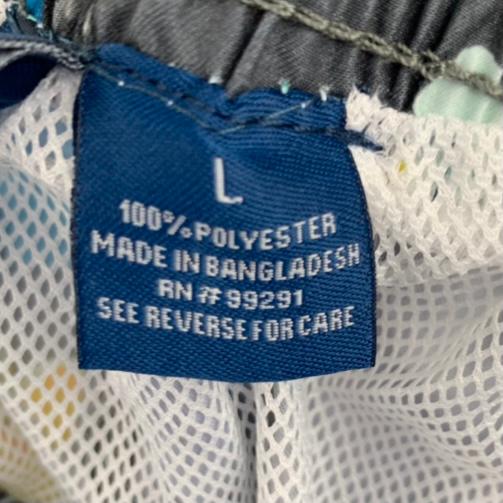 L
100% POLYESTER
MADE IN BANGLADESH
RN # 99291
SEE REVERSE FOR CARE